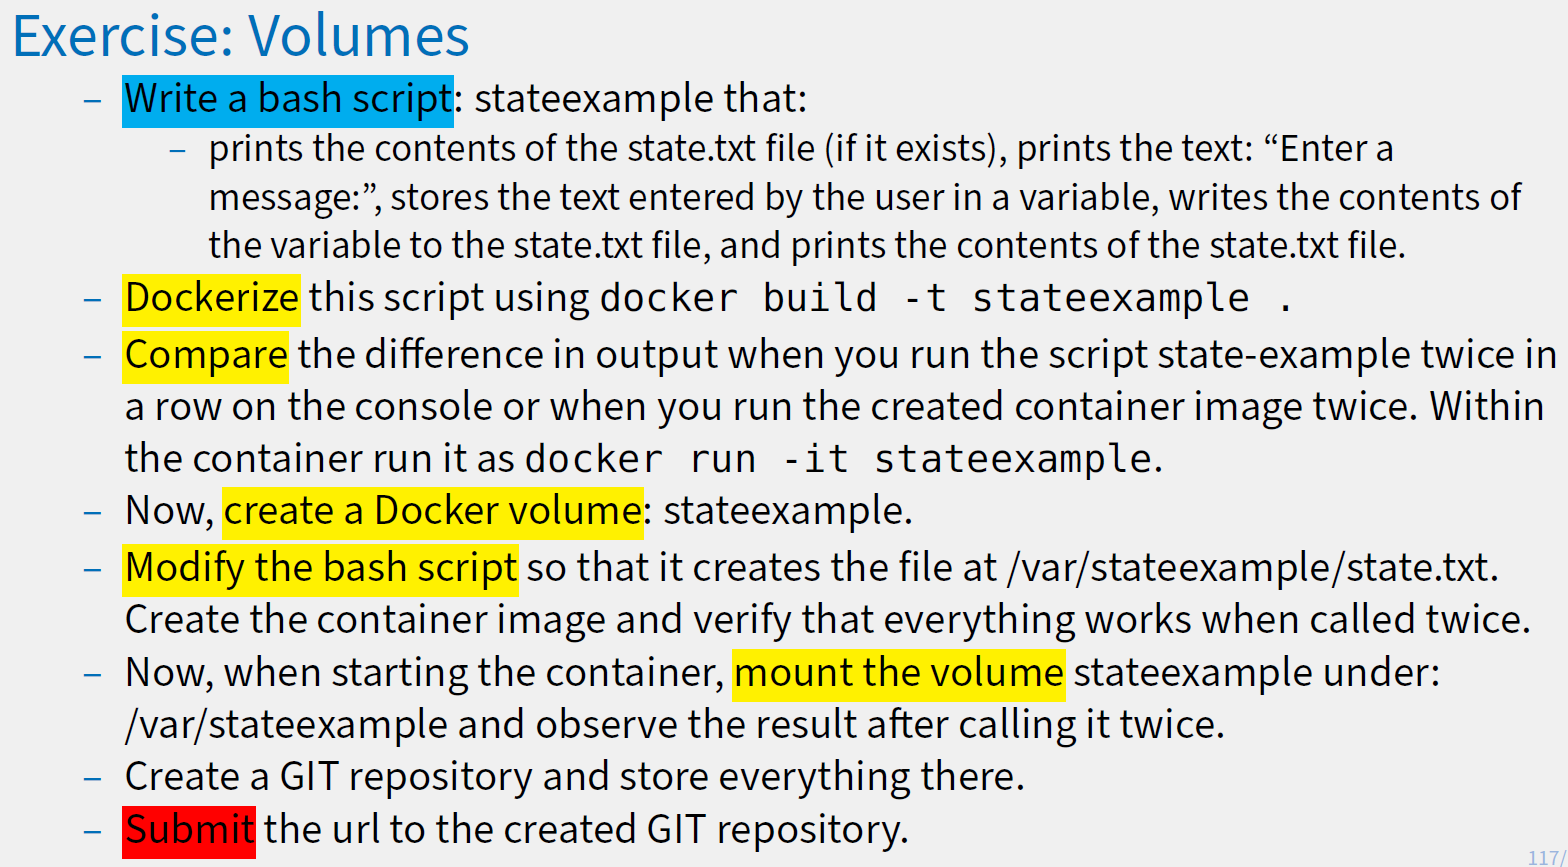 Exercise: Volumes
– Write a bash script: stateexample that:
– prints the contents of the state.txt file (if it exists), prints the text: “Enter a
message:”, stores the text entered by the user in a variable, writes the contents of
the variable to the state.txt file, and prints the contents of the state.txt file.
– Dockerize this script using docker build -t stateexample .
– Compare the difference in output when you run the script state-example twice in
a row on the console or when you run the created container image twice. Within
the container run it as docker run -it stateexample.
– Now, create a Docker volume: stateexample.
– Modify the bash script so that it creates the file at /var/stateexample/state.txt.
Create the container image and verify that everything works when called twice.
– Now, when starting the container, mount the volume stateexample under:
/var/stateexample and observe the result after calling it twice.
– Create a GIT repository and store everything there.
– Submit the url to the created GIT repository.
117/